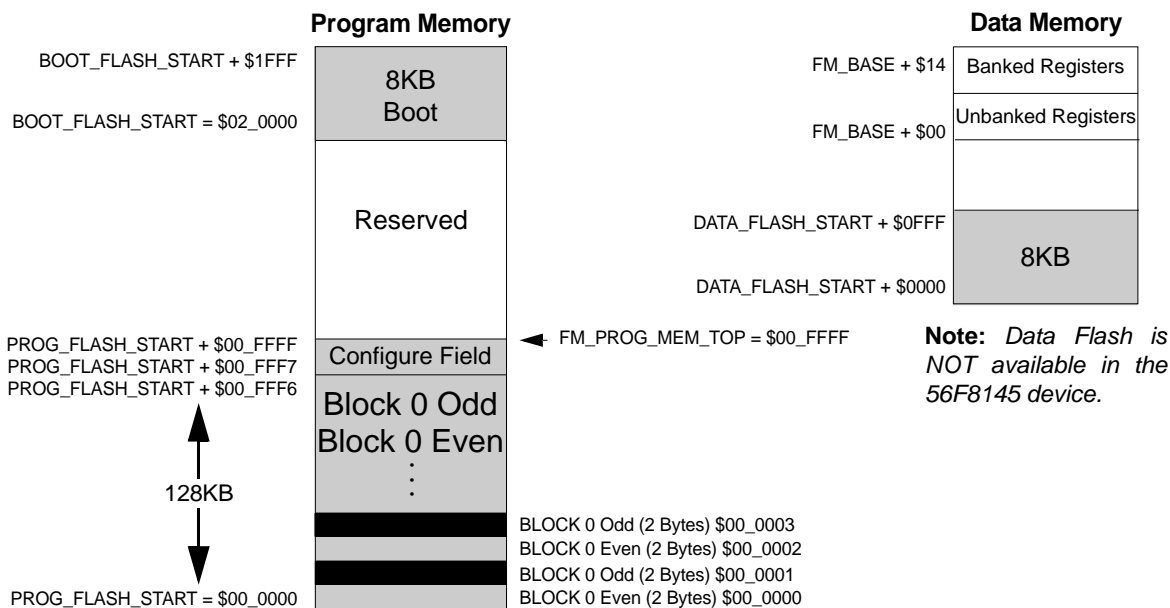 Program Memory
BOOT_FLASH_START + $1FFF
8KB
Boot
BOOT_FLASH_START = $02_0000
Reserved
PROG_FLASH_START + $00_FFFF
FM_PROG_MEM_TOP = $00_FFFF
Configure Field
PROG_FLASH_START + $00_FFF7
PROG_FLASH_START + $00_FFF6
Block 0 Odd
Block 0 Even
128KB
BLOCK 0 Odd (2 Bytes) $00_0003
BLOCK 0 Even (2 Bytes) $00_0002
BLOCK 0 Odd (2 Bytes) $00_0001
PROG_FLASH_START = $00_0000
BLOCK 0 Even (2 Bytes) $00_0000
Data Memory
FM_BASE + $14
Banked Registers
Unbanked Registers
FM_BASE + $00
DATA_FLASH_START + $0FFF
8KB
DATA_FLASH_START + $0000
Note: Data Flash is
NOT available in the
56F8145 device.